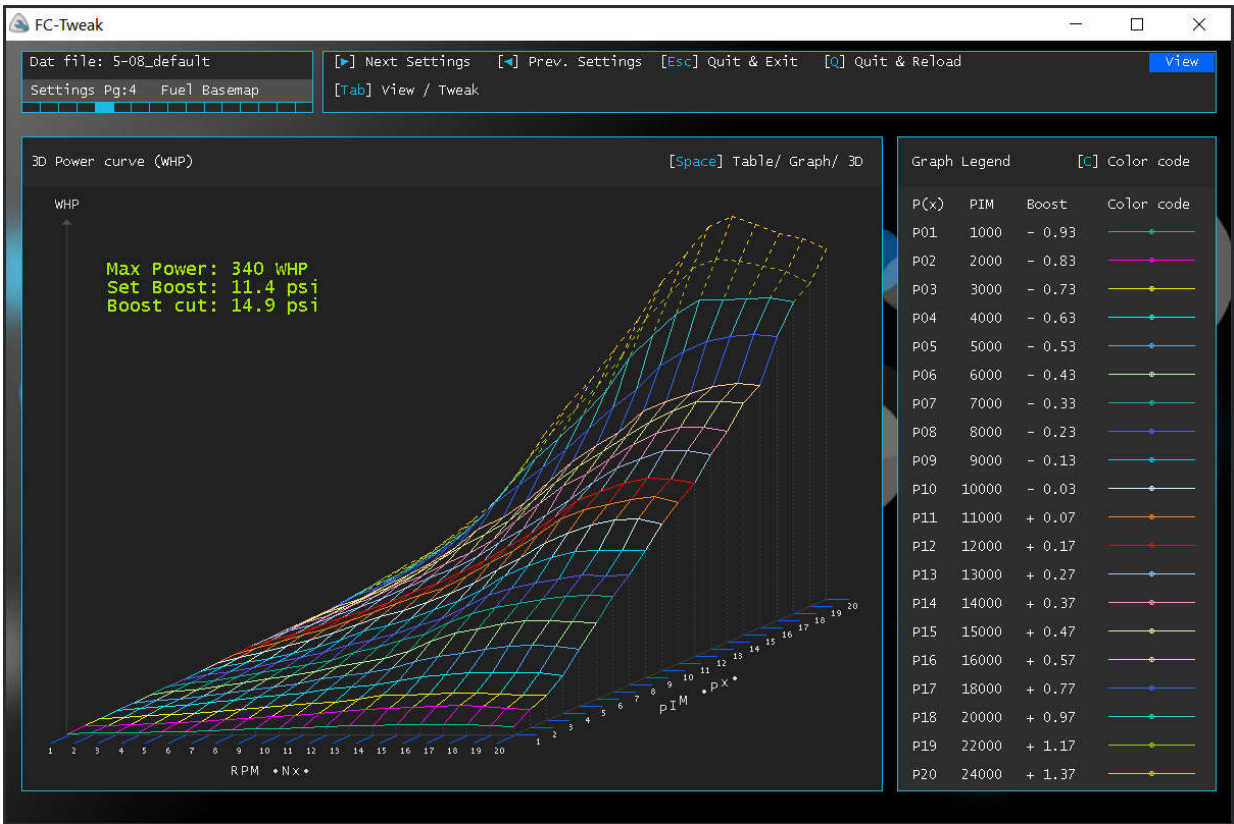 FC-Tweak
Dat file: 5-08_default
Settings Pg:4 Fuel Basemap
[▶] Next Settings [◀] Prev. Settings [Esc] Quit & Exit [Q] Quit & Reload View
[Tab] View / Tweak
3D Power curve (WHP) [Space] Table/ Graph/ 3D
WHP
Max Power: 340 WHP
Set Boost: 11.4 psi
Boost cut: 14.9 psi
1 2 3 4 5 6 7 8 9 10 11 12 13 14 15 16 17 18 19 20
RPM •Nx•
1 2 3 4 5 6 7 8 9 10 11 12 13 14 15 16 17 18 19 20
PIM •PX•
Graph Legend [C] Color code
P(x) PIM Boost Color code
P01 1000 - 0.93
P02 2000 - 0.83
P03 3000 - 0.73
P04 4000 - 0.63
P05 5000 - 0.53
P06 6000 - 0.43
P07 7000 - 0.33
P08 8000 - 0.23
P09 9000 - 0.13
P10 10000 - 0.03
P11 11000 + 0.07
P12 12000 + 0.17
P13 13000 + 0.27
P14 14000 + 0.37
P15 15000 + 0.47
P16 16000 + 0.57
P17 18000 + 0.77
P18 20000 + 0.97
P19 22000 + 1.17
P20 24000 + 1.37